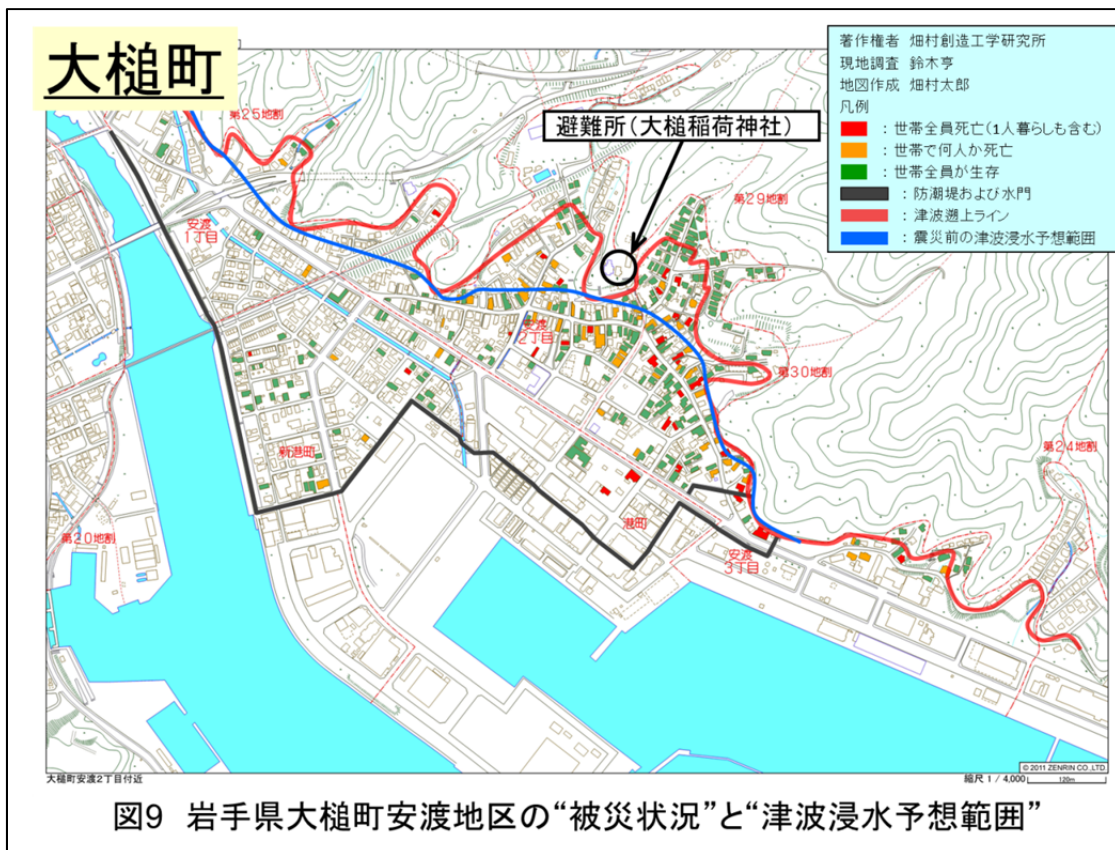 大槌町
著作権者 畑村創造工学研究所
現地調査 鈴木亨
地図作成 畑村太郎
凡例
：世帯全員死亡(1人暮らしも含む)
：世帯で何人か死亡
：世帯全員が生存
：防潮堤および水門
：津波遡上ライン
：震災前の津波浸水予想範囲
避難所(大槌稲荷神社)
第25地割
第29地割
安渡
1丁目
安渡
2丁目
第30地割
新港町
第24地割
港町
第20地割
安渡
3丁目
© 2011 ZENRIN CO.,LTD.
大槌町安渡2丁目付近
縮尺 1 / 4,000
120m
図9 岩手県大槌町安渡地区の“被災状況”と“津波浸水予想範囲”